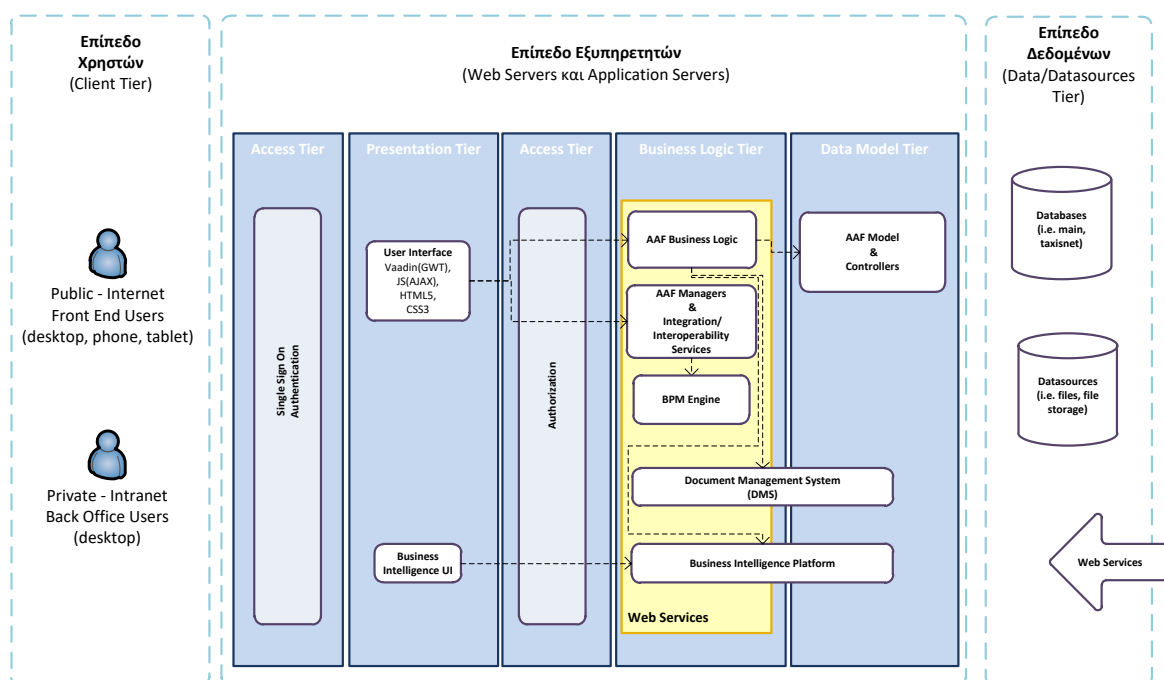 Επίπεδο
Χρηστών
(Client Tier)
Public - Internet
Front End Users
(desktop, phone, tablet)
Private - Intranet
Back Office Users
(desktop)
Επίπεδο Εξυπηρετητών
(Web Servers και Application Servers)
Access Tier
Single Sign On
Authentication
Presentation Tier
User Interface
Vaadin(GWT),
JS(AJAX),
HTML5,
CSS3
Business
Intelligence UI
Access Tier
Authorization
Business Logic Tier
AAF Business Logic
AAF Managers
&
Integration/
Interoperability
Services
BPM Engine
Document Management System
(DMS)
Business Intelligence Platform
Web Services
Data Model Tier
AAF Model
&
Controllers
Επίπεδο
Δεδομένων
(Data/Datasources
Tier)
Databases
(i.e. main,
taxisnet)
Datasources
(i.e. files, file
storage)
Web Services